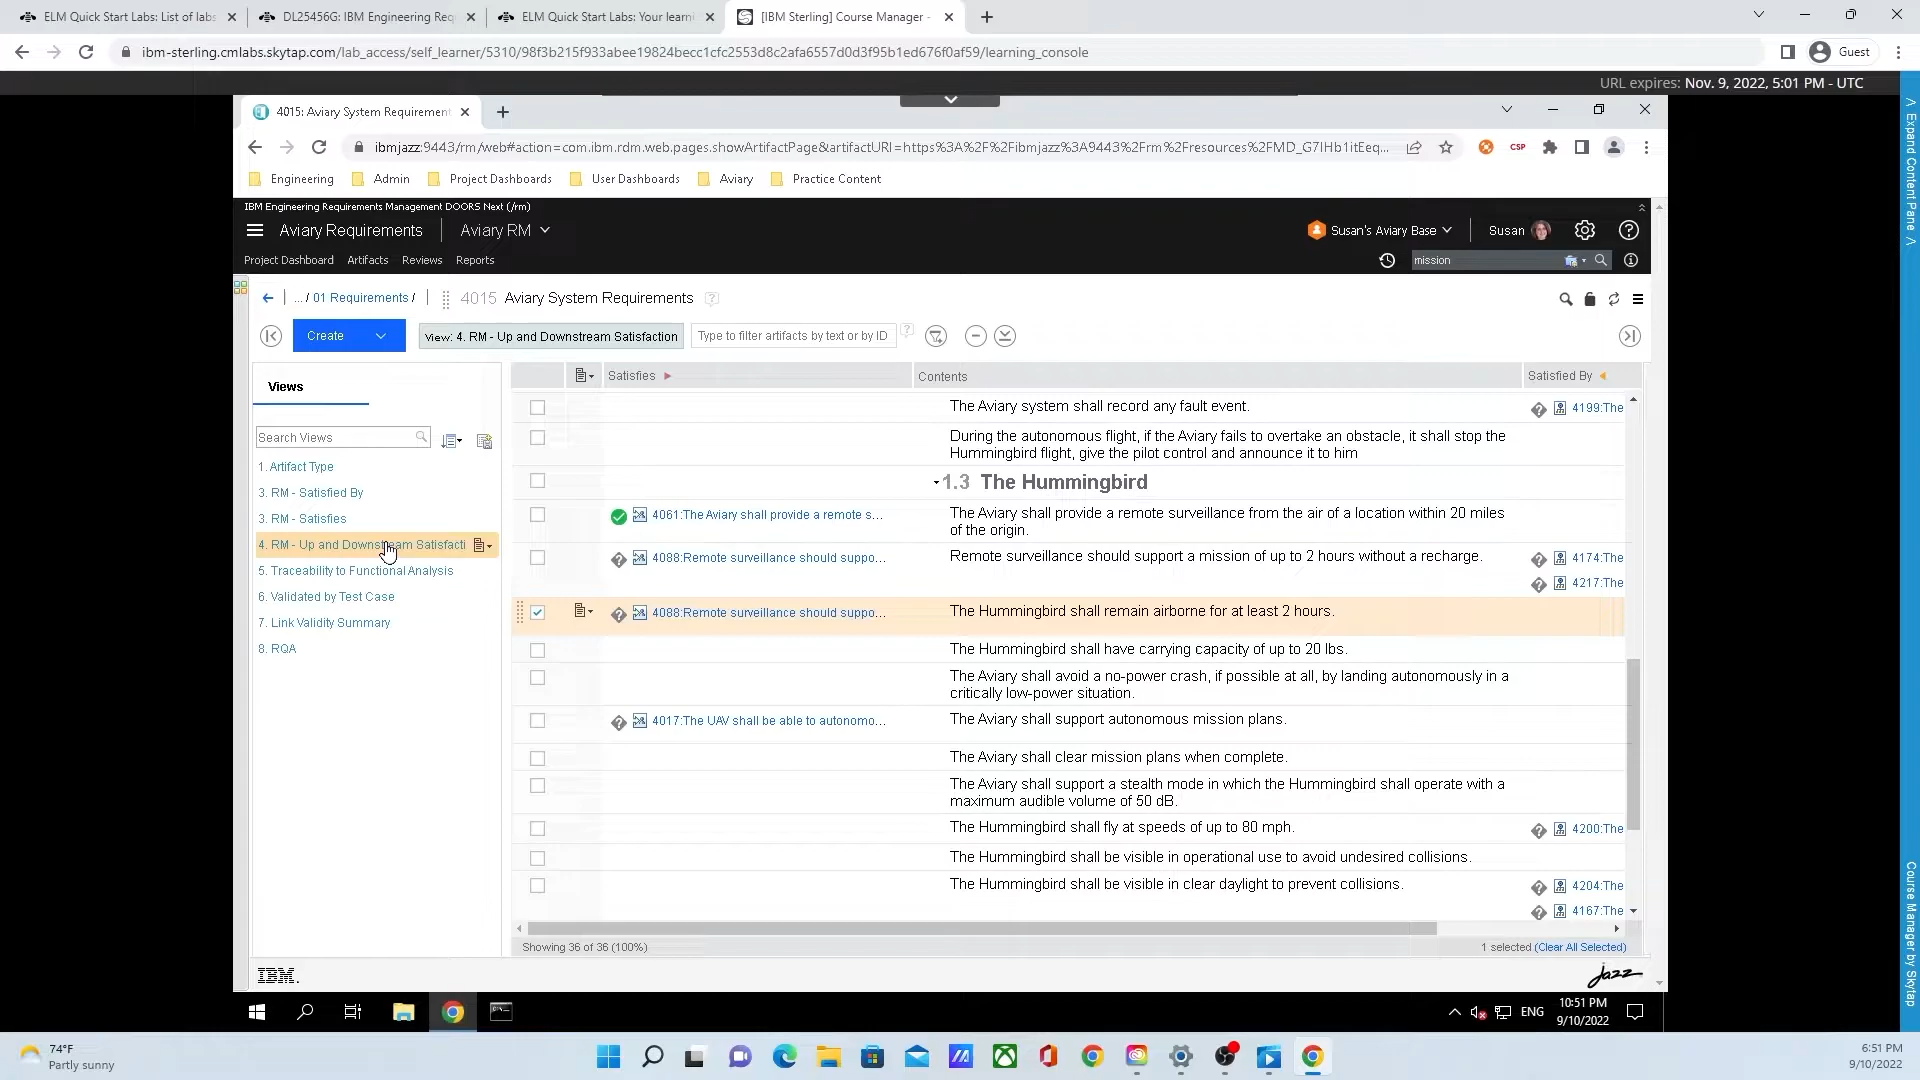 ELM Quick Start Labs: List of labs
DL25456G: IBM Engineering Req
ELM Quick Start Labs: Your learni
[IBM Sterling] Course Manager -
ibm-sterling.cmlabs.skytap.com/lab_access/self_learner/5310/98f3b215f933abee19824becc1cfc2553d8c2afa6557d0d3f95b1ed676f0af59/learning_console
Guest
URL expires: Nov. 9, 2022, 5:01 PM - UTC
Expand Content Pane
4015: Aviary System Requirement
ibmjazz:9443/rm/web#action=com.ibm.rdm.web.pages.showArtifactPage&artifactURI=https%3A%2F%2Fibmjazz%3A9443%2Frm%2Fresources%2FMD_G7IHb1itEeq...
CSP
Engineering
Admin
Project Dashboards
User Dashboards
Aviary
Practice Content
IBM Engineering Requirements Management DOORS Next (/rm)
Aviary Requirements
Aviary RM
Susan's Aviary Base
Susan
Project Dashboard
Artifacts
Reviews
Reports
mission
... / 01 Requirements /
4015 Aviary System Requirements
Create
View: 4. RM - Up and Downstream Satisfaction
Type to filter artifacts by text or by ID
Views
Satisfies
Contents
Satisfied By
Search Views
1. Artifact Type
3. RM - Satisfied By
3. RM - Satisfies
4. RM - Up and Downstream Satisfacti
5. Traceability to Functional Analysis
6. Validated by Test Case
7. Link Validity Summary
8. RQA
The Aviary system shall record any fault event.
4199:The
During the autonomous flight, if the Aviary fails to overtake an obstacle, it shall stop the
Hummingbird flight, give the pilot control and announce it to him
1.3 The Hummingbird
4061:The Aviary shall provide a remote s...
The Aviary shall provide a remote surveillance from the air of a location within 20 miles
of the origin.
4088:Remote surveillance should suppo...
Remote surveillance should support a mission of up to 2 hours without a recharge.
4174:The
4217:The
4088:Remote surveillance should suppo...
The Hummingbird shall remain airborne for at least 2 hours.
The Hummingbird shall have carrying capacity of up to 20 lbs.
The Aviary shall avoid a no-power crash, if possible at all, by landing autonomously in a
critically low-power situation.
4017:The UAV shall be able to autonomo...
The Aviary shall support autonomous mission plans.
The Aviary shall clear mission plans when complete.
The Aviary shall support a stealth mode in which the Hummingbird shall operate with a
maximum audible volume of 50 dB.
The Hummingbird shall fly at speeds of up to 80 mph.
4200:The
The Hummingbird shall be visible in operational use to avoid undesired collisions.
The Hummingbird shall be visible in clear daylight to prevent collisions.
4204:The
4167:The
Showing 36 of 36 (100%)
1 selected (Clear All Selected)
Course Manager by Skytap
IBM.
jazz
ENG
10:51 PM
9/10/2022
74°F
Partly sunny
6:51 PM
9/10/2022